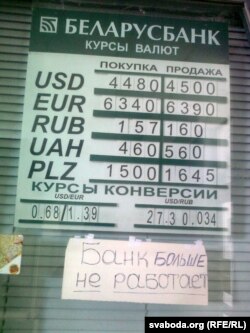 БЕЛАРУСБАНК
КУРСЫ ВАЛЮТ
ПОКУПКА ПРОДАЖА
USD 4480 4500
EUR 6340 6390
RUB 157 160
UAH 460 560
PLZ 1500 1645
КУРСЫ КОНВЕРСИИ
USD/EUR USD/RUB
0.68/1.39 27.30.034
БАНК БОЛЬШЕ
НЕ РАБОТАЕТ
svaboda.org (RFE/RL)